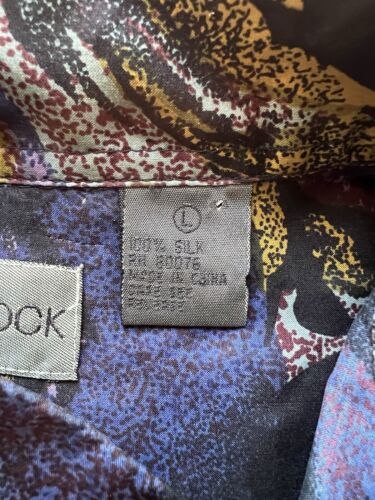 L
100% SILK
RN 80076
MADE IN CHINA
OCK